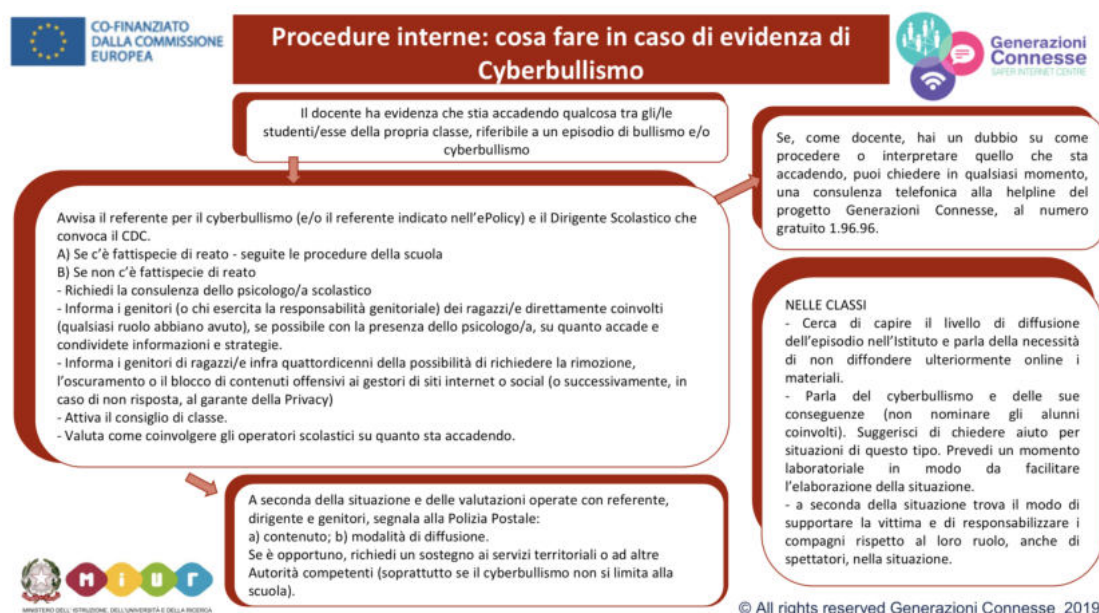 CO-FINANZIATO
DALLA COMMISSIONE
EUROPEA
Procedure interne: cosa fare in caso di evidenza di
Cyberbullismo
Generazioni
Connesse
SAFER INTERNET CENTRE
Il docente ha evidenza che stia accadendo qualcosa tra gli/le
studenti/esse della propria classe, riferibile a un episodio di bullismo e/o
cyberbullismo
Se, come docente, hai un dubbio su come
procedere o interpretare quello che sta
accadendo, puoi chiedere in qualsiasi momento,
una consulenza telefonica alla helpline del
progetto Generazioni Connesse, al numero
gratuito 1.96.96.
Avvisa il referente per il cyberbullismo (e/o il referente indicato nell'ePolicy) e il Dirigente Scolastico che
convoca il CDC.
A) Se c'è fattispecie di reato - seguite le procedure della scuola
B) Se non c'è fattispecie di reato
- Richiedi la consulenza dello psicologo/a scolastico
- Informa i genitori (o chi esercita la responsabilità genitoriale) dei ragazzi/e direttamente coinvolti
(qualsiasi ruolo abbiano avuto), se possibile con la presenza dello psicologo/a, su quanto accade e
condividete informazioni e strategie.
- Informa i genitori di ragazzi/e infra quattordicenni della possibilità di richiedere la rimozione,
l'oscuramento o il blocco di contenuti offensivi ai gestori di siti internet o social (o successivamente, in
caso di non risposta, al garante della Privacy)
- Attiva il consiglio di classe.
- Valuta come coinvolgere gli operatori scolastici su quanto sta accadendo.
NELLE CLASSI
- Cerca di capire il livello di diffusione
dell'episodio nell'Istituto e parla della necessità
di non diffondere ulteriormente online i
materiali.
- Parla del cyberbullismo e delle sue
conseguenze (non nominare gli alunni
coinvolti). Suggerisci di chiedere aiuto per
situazioni di questo tipo. Prevedi un momento
laboratoriale in modo da facilitare
l'elaborazione della situazione.
- a seconda della situazione trova il modo di
supportare la vittima e di responsabilizzare i
compagni rispetto al loro ruolo, anche di
spettatori, nella situazione.
A seconda della situazione e delle valutazioni operate con referente,
dirigente e genitori, segnala alla Polizia Postale:
a) contenuto; b) modalità di diffusione.
Se è opportuno, richiedi un sostegno ai servizi territoriali o ad altre
Autorità competenti (soprattutto se il cyberbullismo non si limita alla
scuola).
MIUR
MINISTERO DELL'ISTRUZIONE, DELL'UNIVERSITÀ E DELLA RICERCA
© All rights reserved Generazioni Connesse 2019